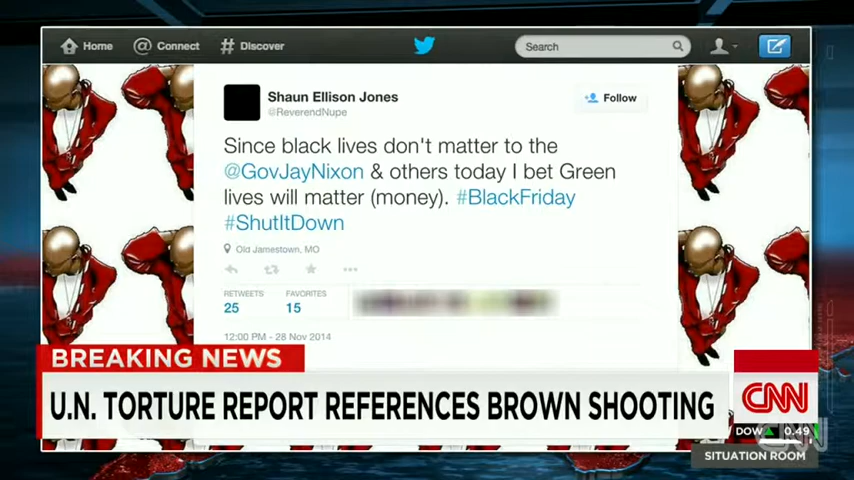 Home
Connect
Discover
Search
Shaun Ellison Jones
@ReverendNupe
Follow
Since black lives don't matter to the
@GovJayNixon & others today I bet Green
lives will matter (money). #BlackFriday
#ShutItDown
Old Jamestown, MO
RETWEETS
FAVORITES
25
15
12:00 PM - 28 Nov 2014
BREAKING NEWS
U.N. TORTURE REPORT REFERENCES BROWN SHOOTING
CNN
DOW ▲ 0.49
CNN
SITUATION ROOM